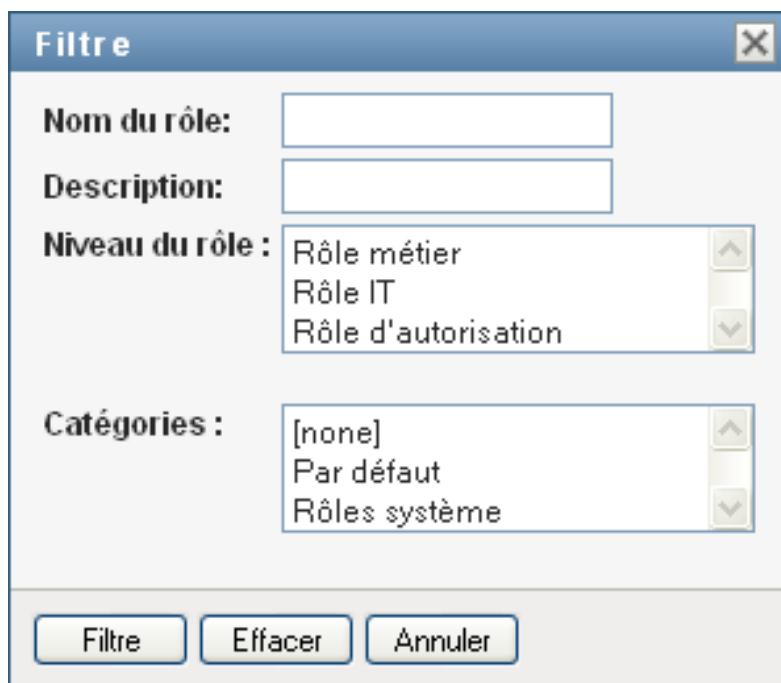 Filtre
Nom du rôle:
Description:
Niveau du rôle :
Rôle métier
Rôle IT
Rôle d'autorisation
Catégories :
[none]
Par défaut
Rôles système
Filtre
Effacer
Annuler